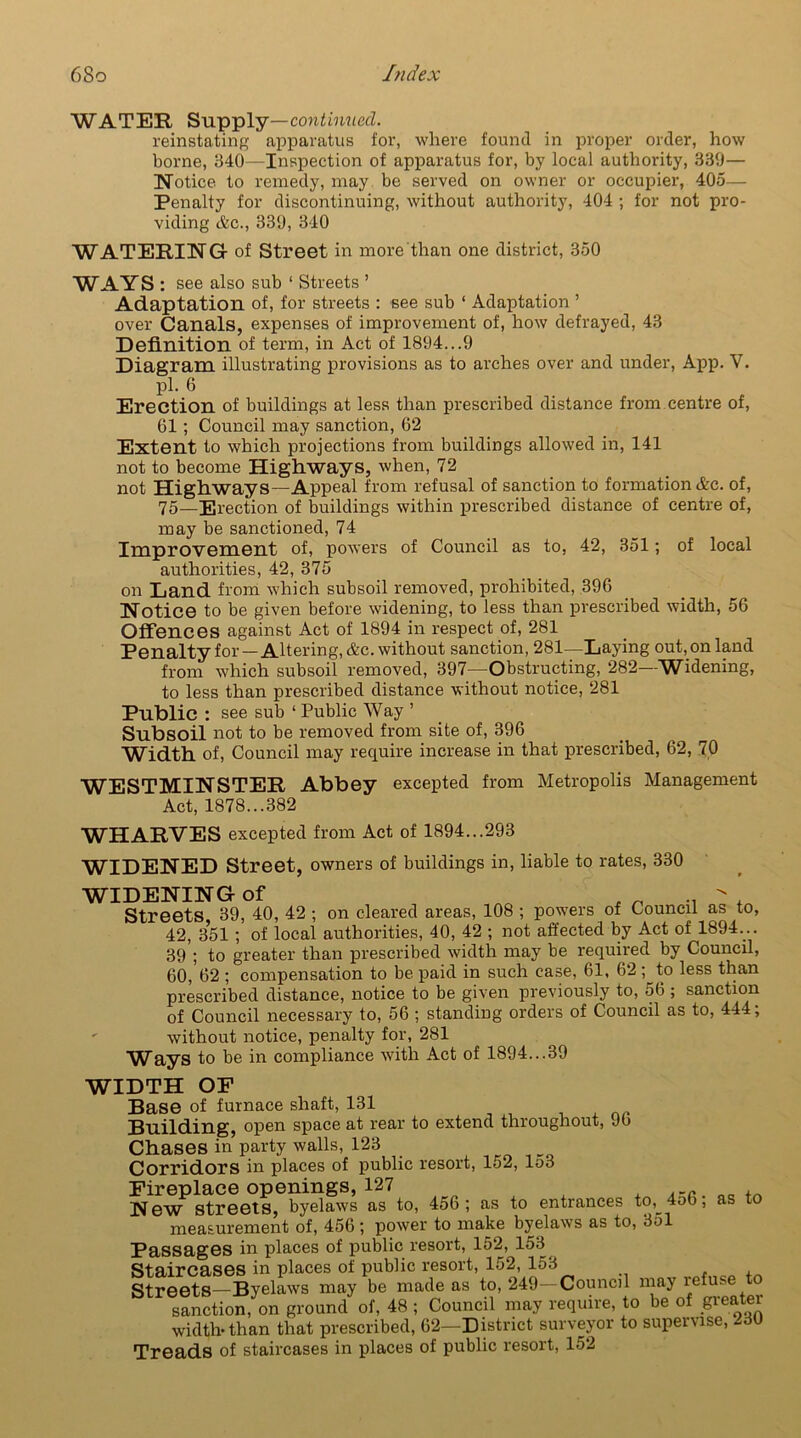 680 Index
WATER Supply—continued.
reinstating apparatus for, where found in proper order, how
borne, 340—Inspection of apparatus for, by local authority, 339—
Notice to remedy, may be served on owner or occupier, 405—
Penalty for discontinuing, without authority, 404 ; for not pro-
viding &c., 339, 340
WATERING of Street in more than one district, 350
WAYS : see also sub ‘ Streets ’
Adaptation of, for streets : see sub ‘ Adaptation ’
over Canals, expenses of improvement of, how defrayed, 43
Definition of term, in Act of 1894...9
Diagram illustrating provisions as to arches over and under, App. V.
pl. 6
Erection of buildings at less than prescribed distance from centre of,
61 ; Council may sanction, 62
Extent to which projections from buildings allowed in, 141
not to become Highways, when, 72
not Highways—Appeal from refusal of sanction to formation &c. of,
75—Erection of buildings within prescribed distance of centre of,
may be sanctioned, 74
Improvement of, powers of Council as to, 42, 351 ; of local
authorities, 42, 375
on Land from which subsoil removed, prohibited, 396
Notice to be given before widening, to less than prescribed width, 56
Offences against Act of 1894 in respect of, 281
Penalty for—Altering, &c. without sanction, 281—Laying out, on land
from which subsoil removed, 397—Obstructing, 282—Widening,
to less than prescribed distance without notice, 281
Public : see sub ‘ Public Way ’
Subsoil not to be removed from site of, 396
Width of, Council may require increase in that prescribed, 62, 70
WESTMINSTER Abbey excepted from Metropolis Management
Act, 1878...382
WHARVES excepted from Act of 1894...293
WIDENED Street, owners of buildings in, liable to rates, 330
WIDENING of
Streets, 39, 40, 42 ; on cleared areas, 108 ; powers of Council as to,
42, 351 ; of local authorities, 40, 42 ; not affected by Act of 1894...
39 ; to greater than prescribed width may be required by Council,
60, 62 ; compensation to be paid in such case, 61, 62 ; to less than
prescribed distance, notice to be given previously to, 56 ; sanction
of Council necessary to, 56 ; standing orders of Council as to, 444 ;
without notice, penalty for, 281
Ways to be in compliance with Act of 1894...39
WIDTH OF
Base of furnace shaft, 131
Building, open space at rear to extend throughout, 96
Chases in party walls, 123
Corridors in places of public resort, 152, 153
Fireplace openings, 127
New streets, byelaws as to, 456 ; as to entrances to, 456 ; as to
measurement of, 456 ; power to make byelaws as to, 351
Passages in places of public resort, 152, 153
Staircases in places of public resort, 152, 153
Streets—Byelaws may be made as to, 249—Council may refuse to
sanction, on ground of, 48 ; Council may require, to be of greater
width than that prescribed, 62—District surveyor to supervise, 230
Treads of staircases in places of public resort, 152